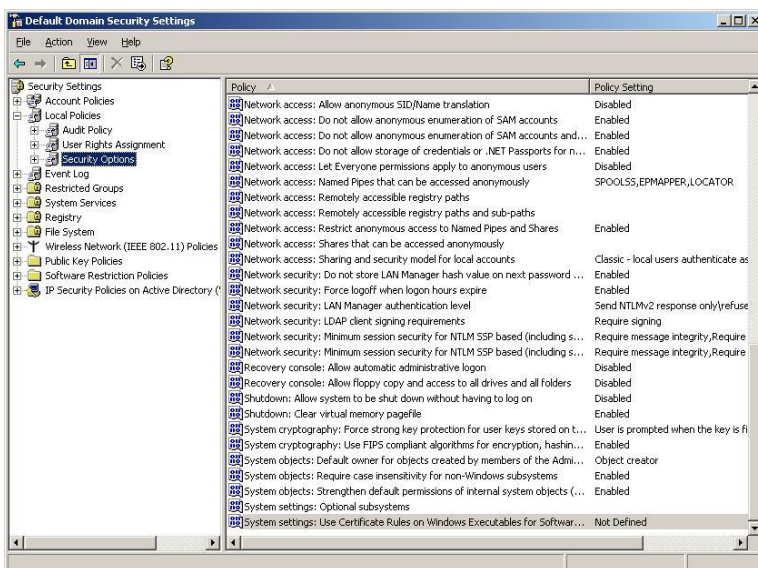 Default Domain Security Settings
File Action View Help
Security Settings
Account Policies
Local Policies
Audit Policy
User Rights Assignment
Security Options
Event Log
Restricted Groups
System Services
Registry
File System
Wireless Network (IEEE 802.11) Policies
Public Key Policies
Software Restriction Policies
IP Security Policies on Active Directory (
Policy Policy Setting
Network access: Allow anonymous SID/Name translation Disabled
Network access: Do not allow anonymous enumeration of SAM accounts Enabled
Network access: Do not allow anonymous enumeration of SAM accounts and... Enabled
Network access: Do not allow storage of credentials or .NET Passports for n... Enabled
Network access: Let Everyone permissions apply to anonymous users Disabled
Network access: Named Pipes that can be accessed anonymously SPOOLSS,EPMAPPER,LOCATOR
Network access: Remotely accessible registry paths
Network access: Remotely accessible registry paths and sub-paths
Network access: Restrict anonymous access to Named Pipes and Shares Enabled
Network access: Shares that can be accessed anonymously
Network access: Sharing and security model for local accounts Classic - local users authenticate as
Network security: Do not store LAN Manager hash value on next password ... Enabled
Network security: Force logoff when logon hours expire Enabled
Network security: LAN Manager authentication level Send NTLMv2 response only\refuse
Network security: LDAP client signing requirements Require signing
Network security: Minimum session security for NTLM SSP based (including s... Require message integrity,Require
Network security: Minimum session security for NTLM SSP based (including s... Require message integrity,Require
Recovery console: Allow automatic administrative logon Disabled
Recovery console: Allow floppy copy and access to all drives and all folders Disabled
Shutdown: Allow system to be shut down without having to log on Disabled
Shutdown: Clear virtual memory pagefile Enabled
System cryptography: Force strong key protection for user keys stored on t... User is prompted when the key is fi
System cryptography: Use FIPS compliant algorithms for encryption, hashin... Enabled
System objects: Default owner for objects created by members of the Admi... Object creator
System objects: Require case insensitivity for non-Windows subsystems Enabled
System objects: Strengthen default permissions of internal system objects (... Enabled
System settings: Optional subsystems
System settings: Use Certificate Rules on Windows Executables for Softwar... Not Defined